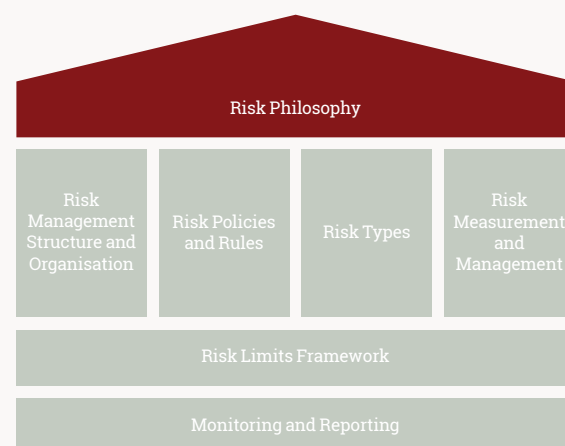 Risk Philosophy
Risk
Management
Structure and
Organisation
Risk Policies
and Rules
Risk Types
Risk
Measurement
and
Management
Risk Limits Framework
Monitoring and Reporting